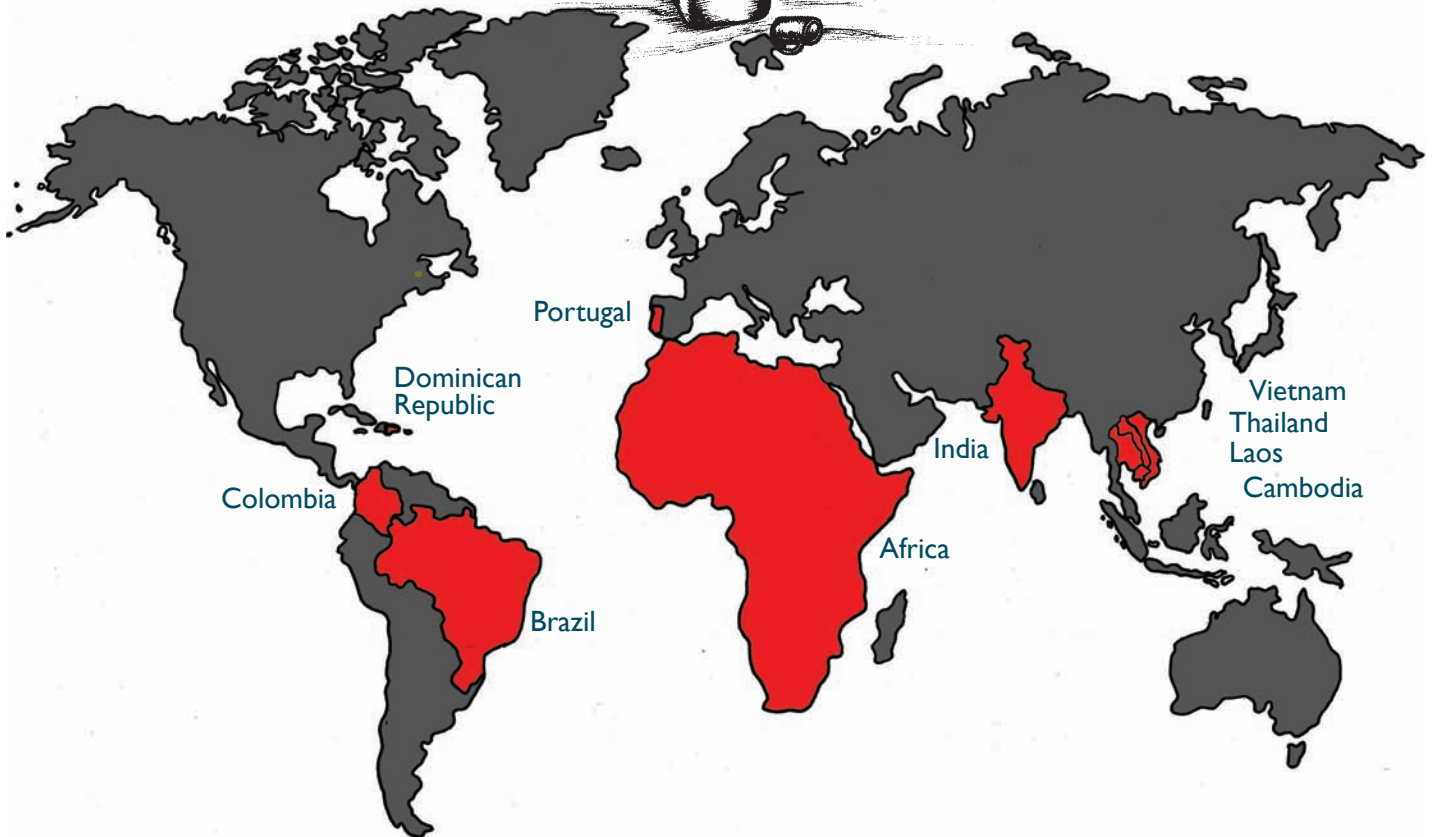 Portugal
Dominican
Republic
Vietnam
Thailand
Laos
Cambodia
India
Colombia
Africa
Brazil